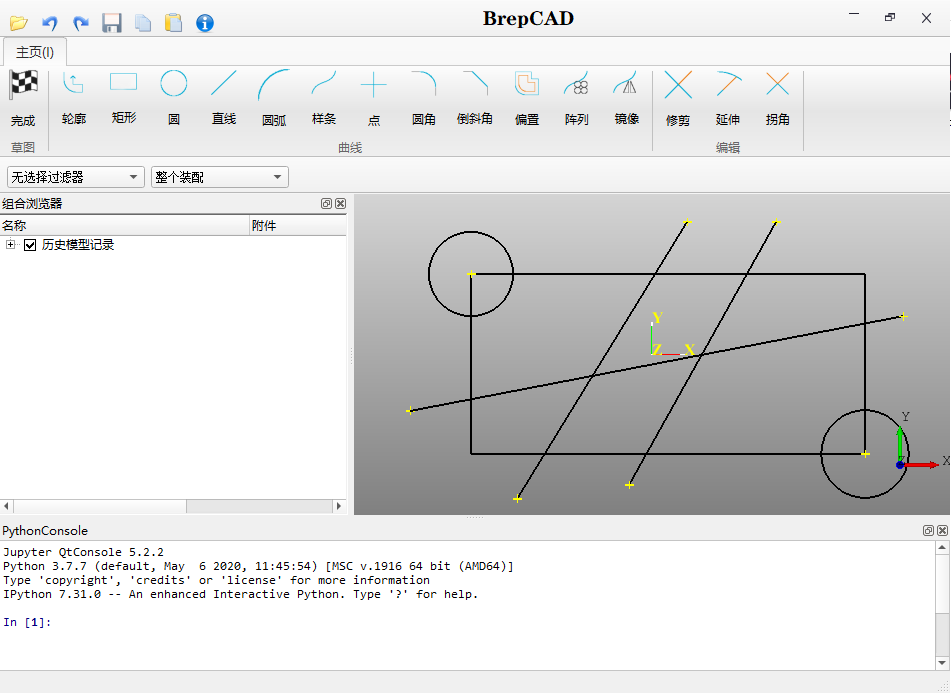 BrepCAD
主页(I)
完成 轮廓 矩形 圆 直线 圆弧 样条 点 圆角 倒斜角 偏置 阵列 镜像 修剪 延伸 拐角
草图 曲线 编辑
无选择过滤器 整个装配
组合浏览器
名称 附件
历史模型记录
Y
Z X
Y
Z X
PythonConsole
Jupyter QtConsole 5.2.2
Python 3.7.7 (default, May  6 2020, 11:45:54) [MSC v.1916 64 bit (AMD64)]
Type 'copyright', 'credits' or 'license' for more information
IPython 7.31.0 -- An enhanced Interactive Python. Type '?' for help.
In [1]: